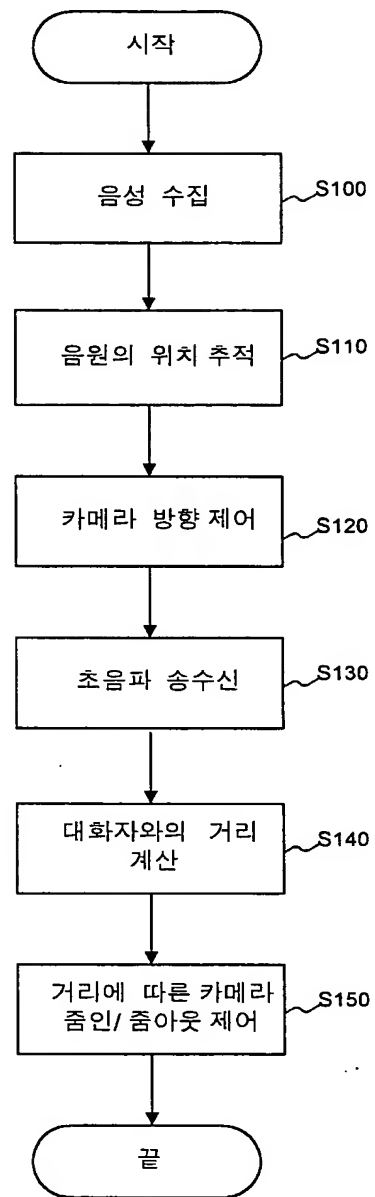 시작
음성 수집
S100
음원의 위치 추적
S110
카메라 방향 제어
S120
초음파 송수신
S130
대화자와의 거리
계산
S140
거리에 따른 카메라
줌인/ 줌아웃 제어
S150
끝